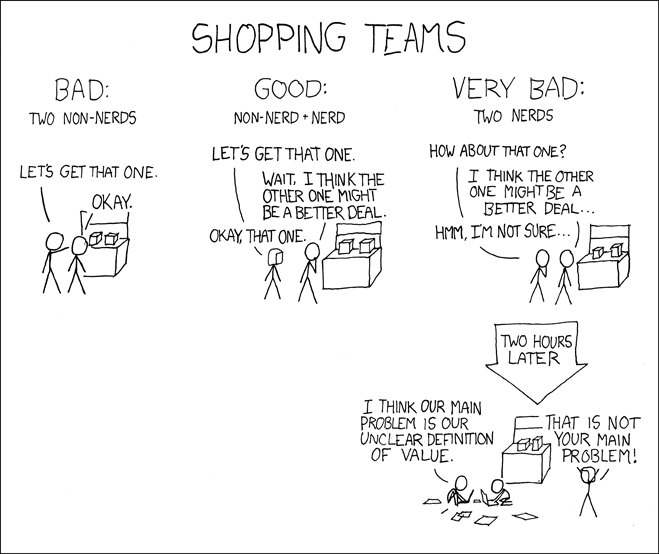 SHOPPING TEAMS
BAD:
TWO NON-NERDS
LET'S GET THAT ONE.
OKAY.
GOOD:
NON-NERD + NERD
LET'S GET THAT ONE.
WAIT, I THINK THE
OTHER ONE MIGHT
BE A BETTER DEAL.
OKAY, THAT ONE.
VERY BAD:
TWO NERDS
HOW ABOUT THAT ONE?
I THINK THE OTHER
ONE MIGHT BE A
BETTER DEAL...
HMM, I'M NOT SURE...
TWO HOURS
LATER
I THINK OUR MAIN
PROBLEM IS OUR
UNCLEAR DEFINITION
OF VALUE.
THAT IS NOT
YOUR MAIN
PROBLEM!